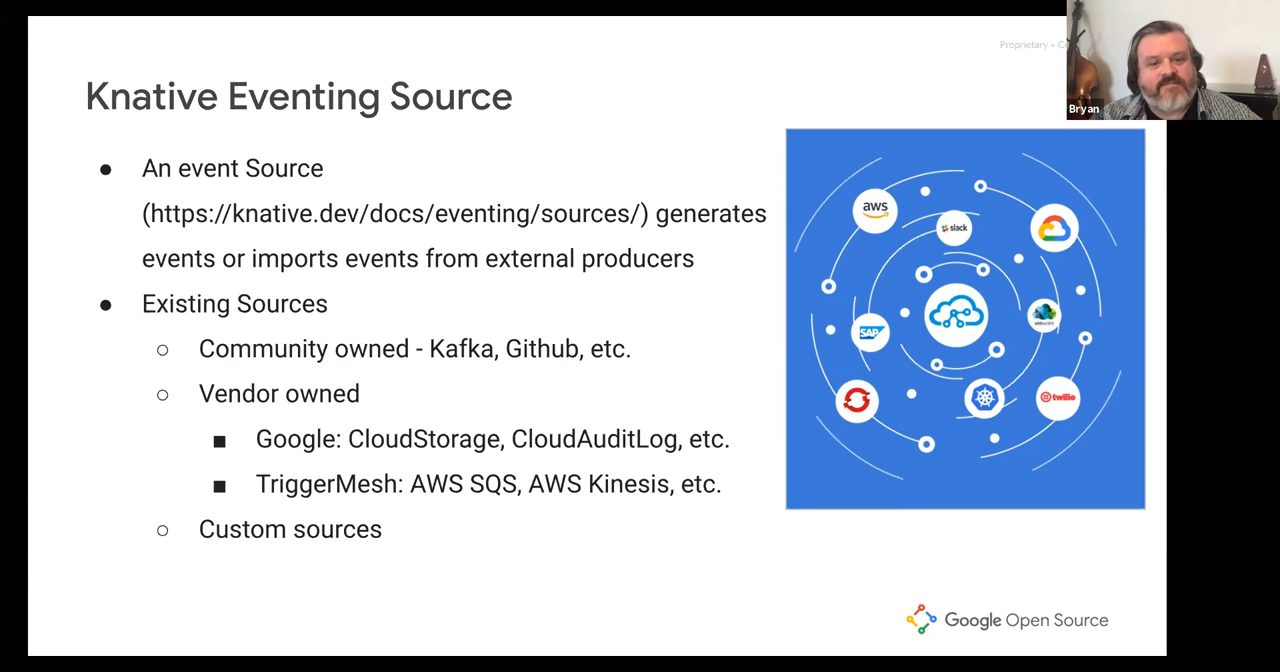 Proprietary +
Bryan
Knative Eventing Source
● An event Source
(https://knative.dev/docs/eventing/sources/) generates
events or imports events from external producers
● Existing Sources
○ Community owned - Kafka, Github, etc.
○ Vendor owned
■ Google: CloudStorage, CloudAuditLog, etc.
■ TriggerMesh: AWS SQS, AWS Kinesis, etc.
○ Custom sources
aws
slack
SAP
vmware
twilio
Google Open Source